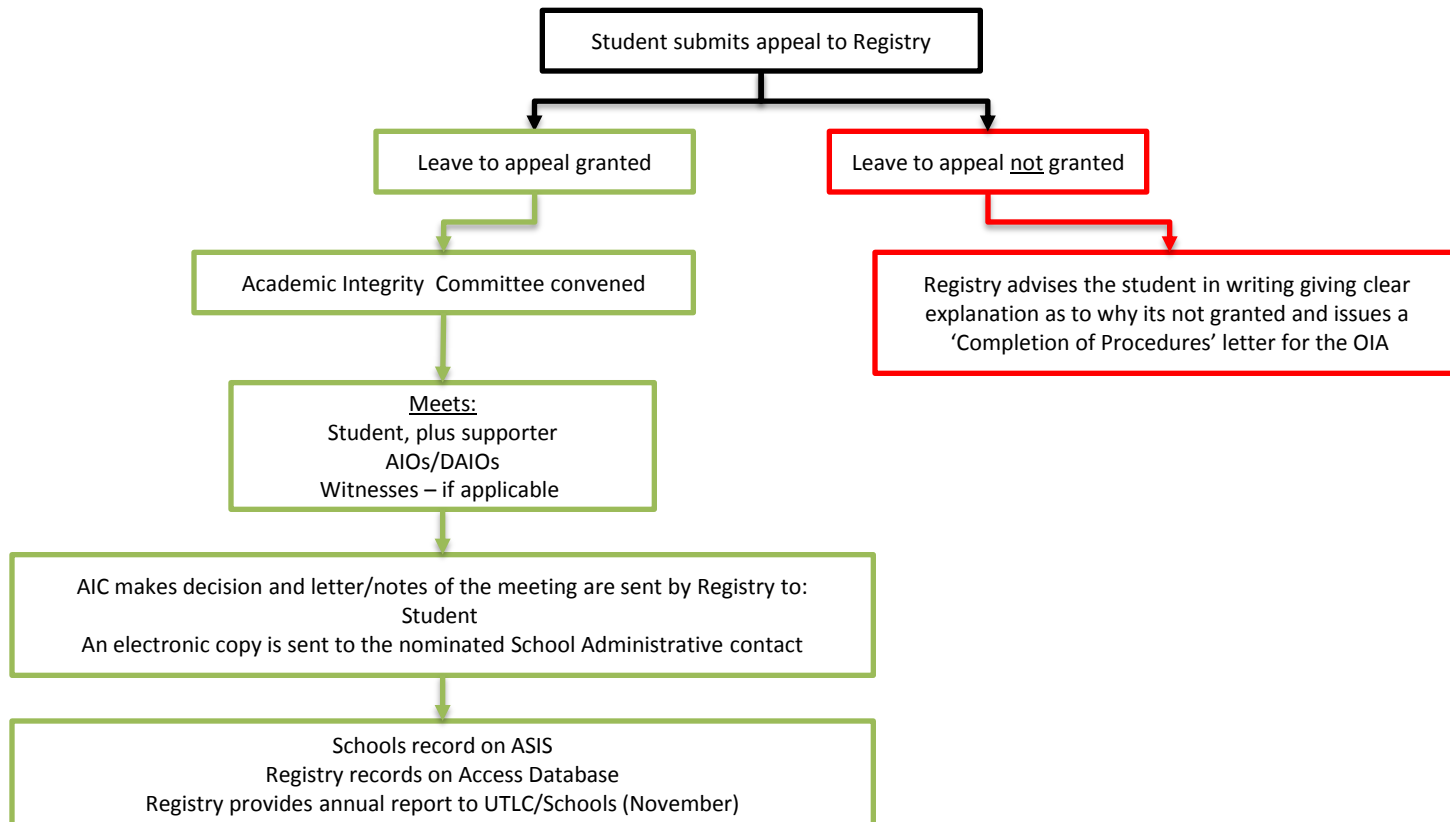 Student submits appeal to Registry
Leave to appeal granted
Leave to appeal not granted
Academic Integrity  Committee convened
Registry advises the student in writing giving clear
explanation as to why its not granted and issues a
‘Completion of Procedures’ letter for the OIA
Meets:
Student, plus supporter
AIOs/DAIOs
Witnesses – if applicable
AIC makes decision and letter/notes of the meeting are sent by Registry to:
Student
An electronic copy is sent to the nominated School Administrative contact
Schools record on ASIS
Registry records on Access Database
Registry provides annual report to UTLC/Schools (November)